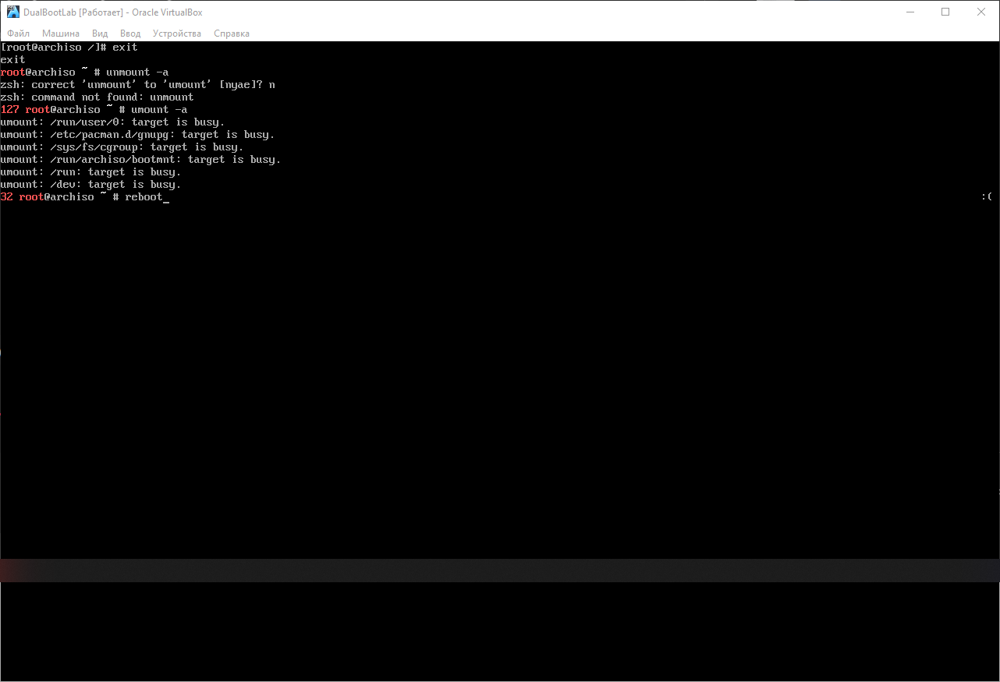 DualBootLab [Работает] - Oracle VirtualBox
Файл Машина Вид Ввод Устройства Справка
[root@archiso /]# exit
exit
root@archiso ~ # unmount -a
zsh: correct 'unmount' to 'umount' [nyae]? n
zsh: command not found: unmount
127 root@archiso ~ # umount -a
umount: /run/user/0: target is busy.
umount: /etc/pacman.d/gnupg: target is busy.
umount: /sys/fs/cgroup: target is busy.
umount: /run/archiso/bootmnt: target is busy.
umount: /run: target is busy.
umount: /dev: target is busy.
32 root@archiso ~ # reboot_ :(